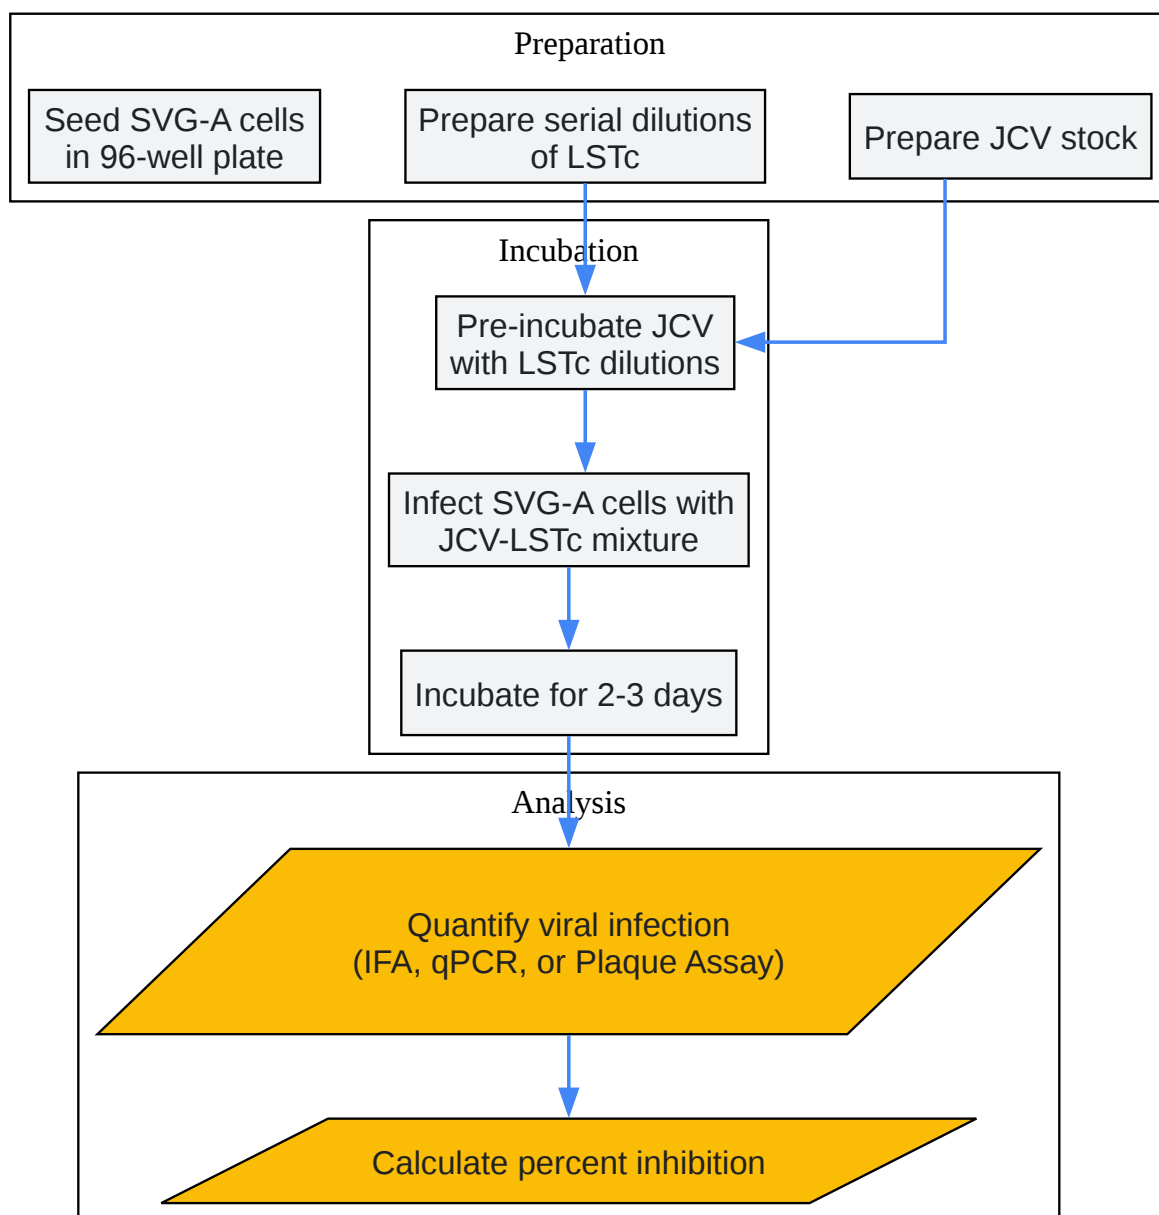 Preparation
Seed SVG-A cells
in 96-well plate
Prepare serial dilutions
of LSTc
Prepare JCV stock
Incubation
Pre-incubate JCV
with LSTc dilutions
Infect SVG-A cells with
JCV-LSTc mixture
Incubate for 2-3 days
Analysis
Quantify viral infection
(IFA, qPCR, or Plaque Assay)
Calculate percent inhibition